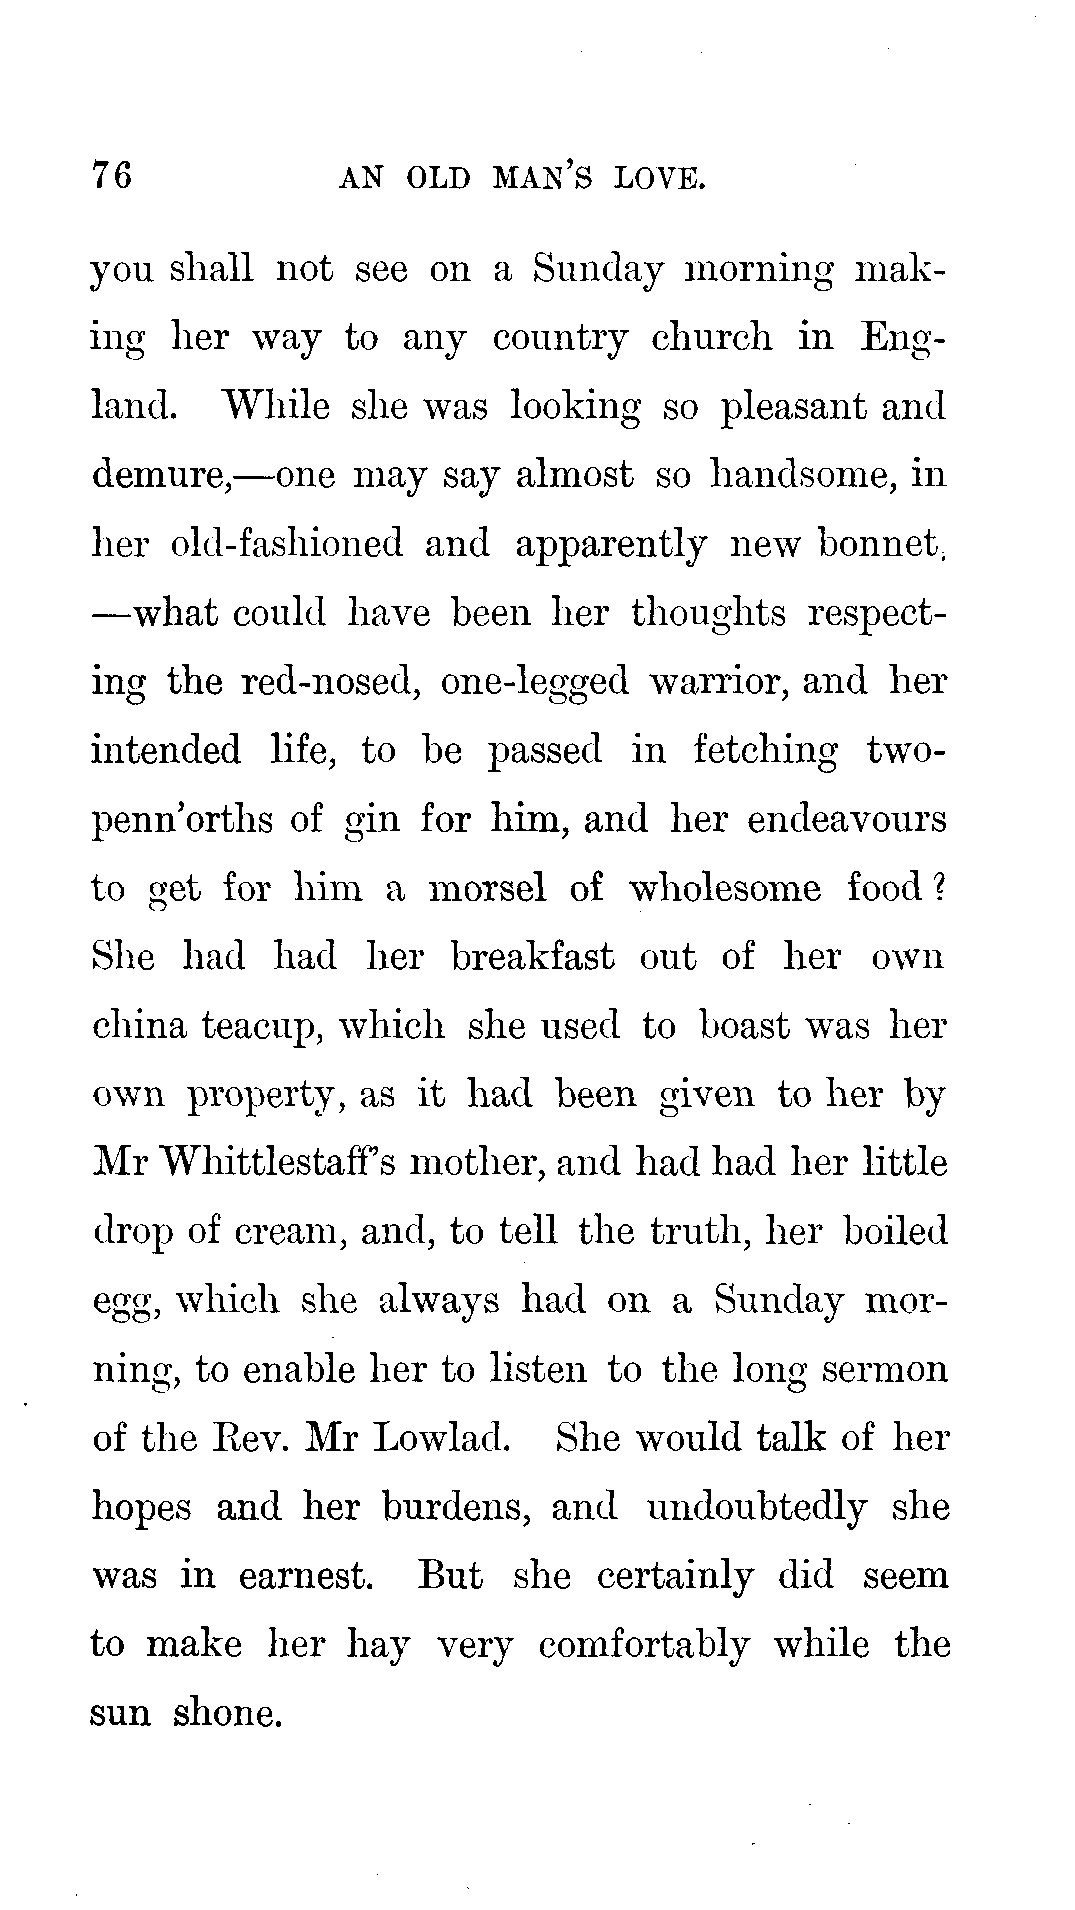 76 AN OLD MAN'S LOVE.
you shall not see on a Sunday morning mak-
ing her way to any country church in Eng-
land. While she was looking so pleasant and
demure,—one may say almost so handsome, in
her old-fashioned and apparently new bonnet,
—what could have been her thoughts respect-
ing the red-nosed, one-legged warrior, and her
intended life, to be passed in fetching two-
penn'orths of gin for him, and her endeavours
to get for him a morsel of wholesome food?
She had had her breakfast out of her own
china teacup, which she used to boast was her
own property, as it had been given to her by
Mr Whittlestaff's mother, and had had her little
drop of cream, and, to tell the truth, her boiled
egg, which she always had on a Sunday mor-
ning, to enable her to listen to the long sermon
of the Rev. Mr Lowlad. She would talk of her
hopes and her burdens, and undoubtedly she
was in earnest. But she certainly did seem
to make her hay very comfortably while the
sun shone.